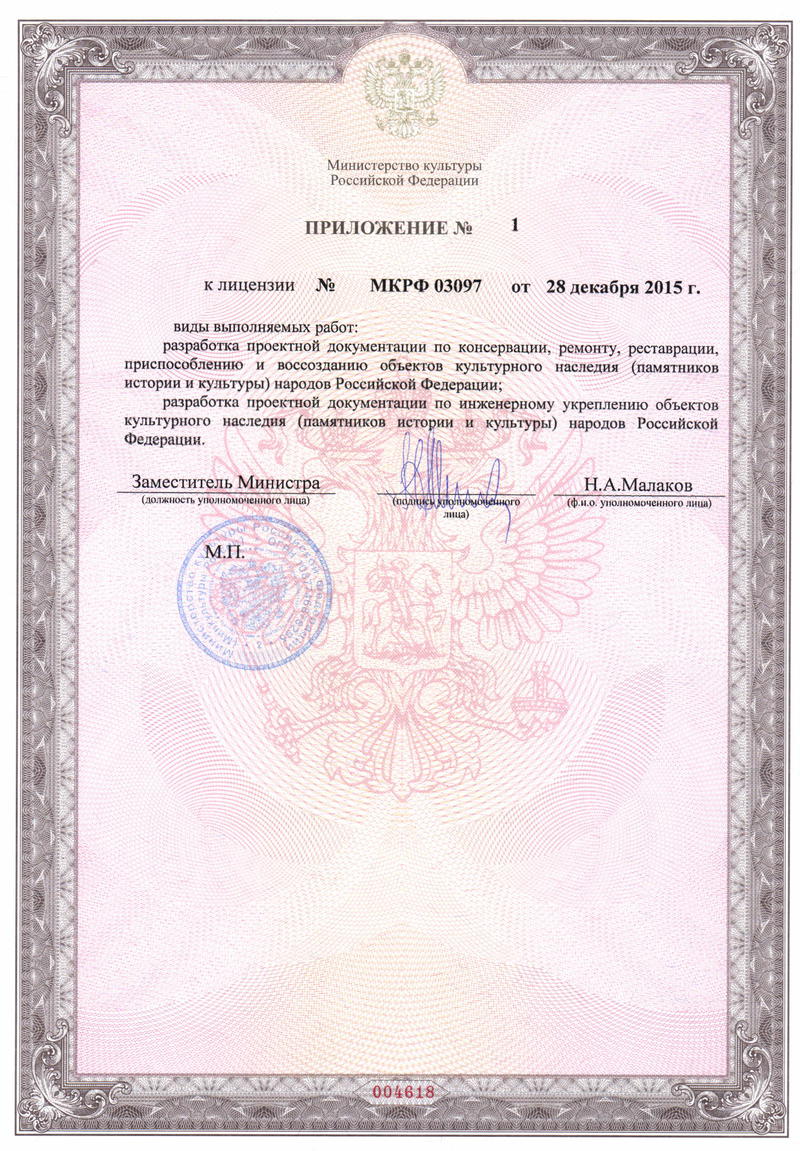 Министерство культуры
Российской Федерации
ПРИЛОЖЕНИЕ № 1
к лицензии № МКРФ 03097 от 28 декабря 2015 г.
виды выполняемых работ:
разработка проектной документации по консервации, ремонту, реставрации,
приспособлению и воссозданию объектов культурного наследия (памятников
истории и культуры) народов Российской Федерации;
разработка проектной документации по инженерному укреплению объектов
культурного наследия (памятников истории и культуры) народов Российской
Федерации.
Заместитель Министра Н.А.Малаков
(должность уполномоченного лица) (подпись уполномоченного (ф.и.о. уполномоченного лица)
лица)
М.П.
Министерство культуры Российской
004618